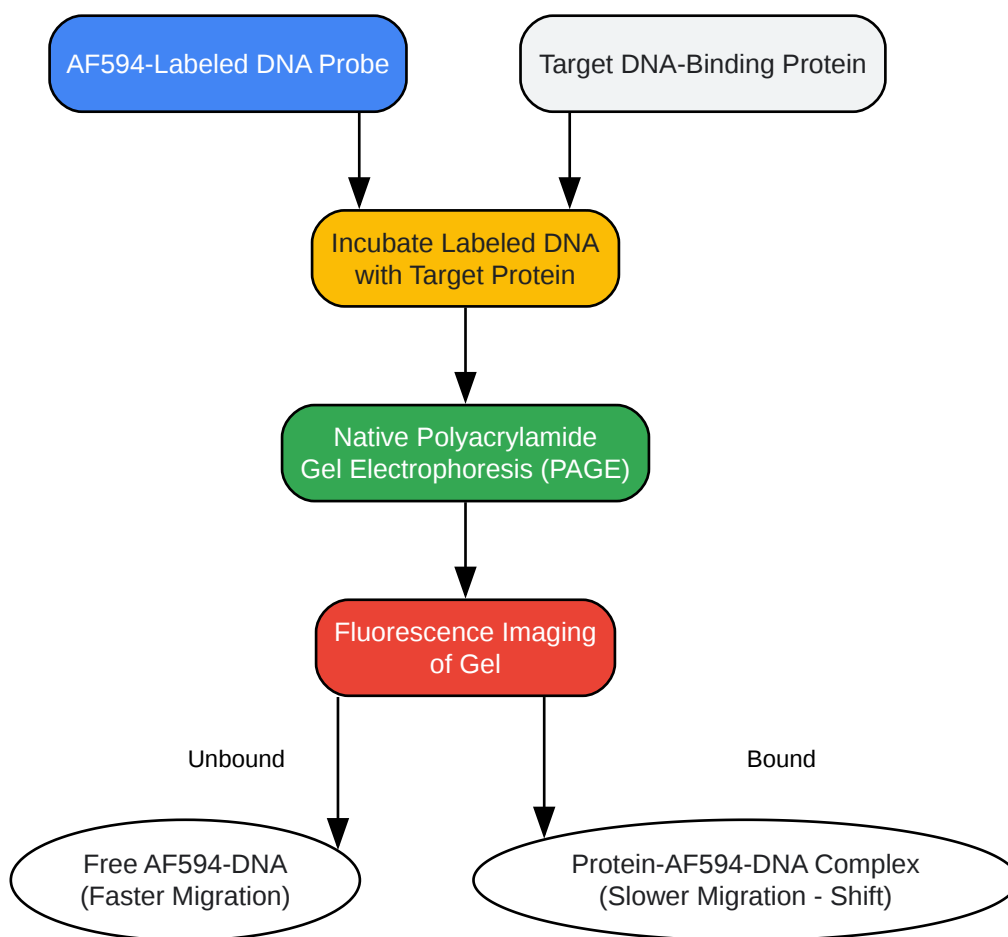 AF594-Labeled DNA Probe
Target DNA-Binding Protein
Incubate Labeled DNA
with Target Protein
Native Polyacrylamide
Gel Electrophoresis (PAGE)
Fluorescence Imaging
of Gel
Unbound
Bound
Free AF594-DNA
(Faster Migration)
Protein-AF594-DNA Complex
(Slower Migration - Shift)